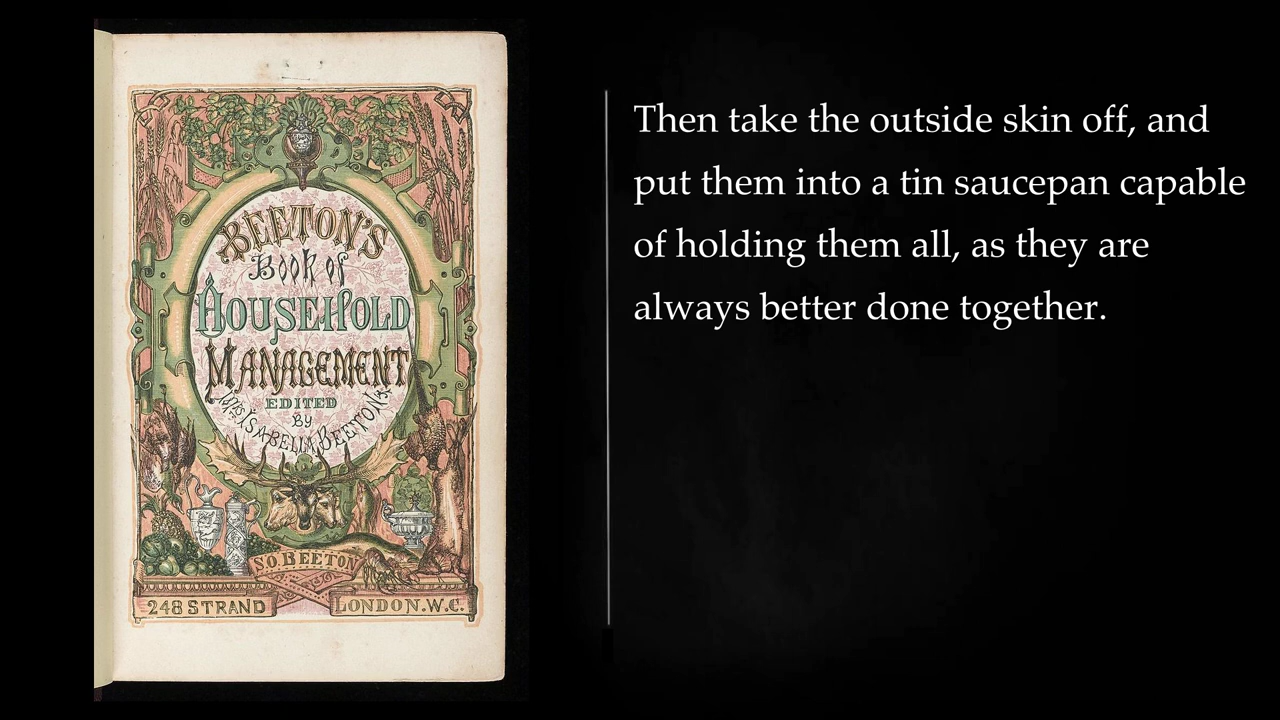 BEETON'S
Book of
HOUSEHOLD
MANAGEMENT
EDITED
BY
MRS ISABELLA BEETON
S.O. BEETON
248 STRAND
LONDON. W.C.
Then take the outside skin off, and
put them into a tin saucepan capable
of holding them all, as they are
always better done together.